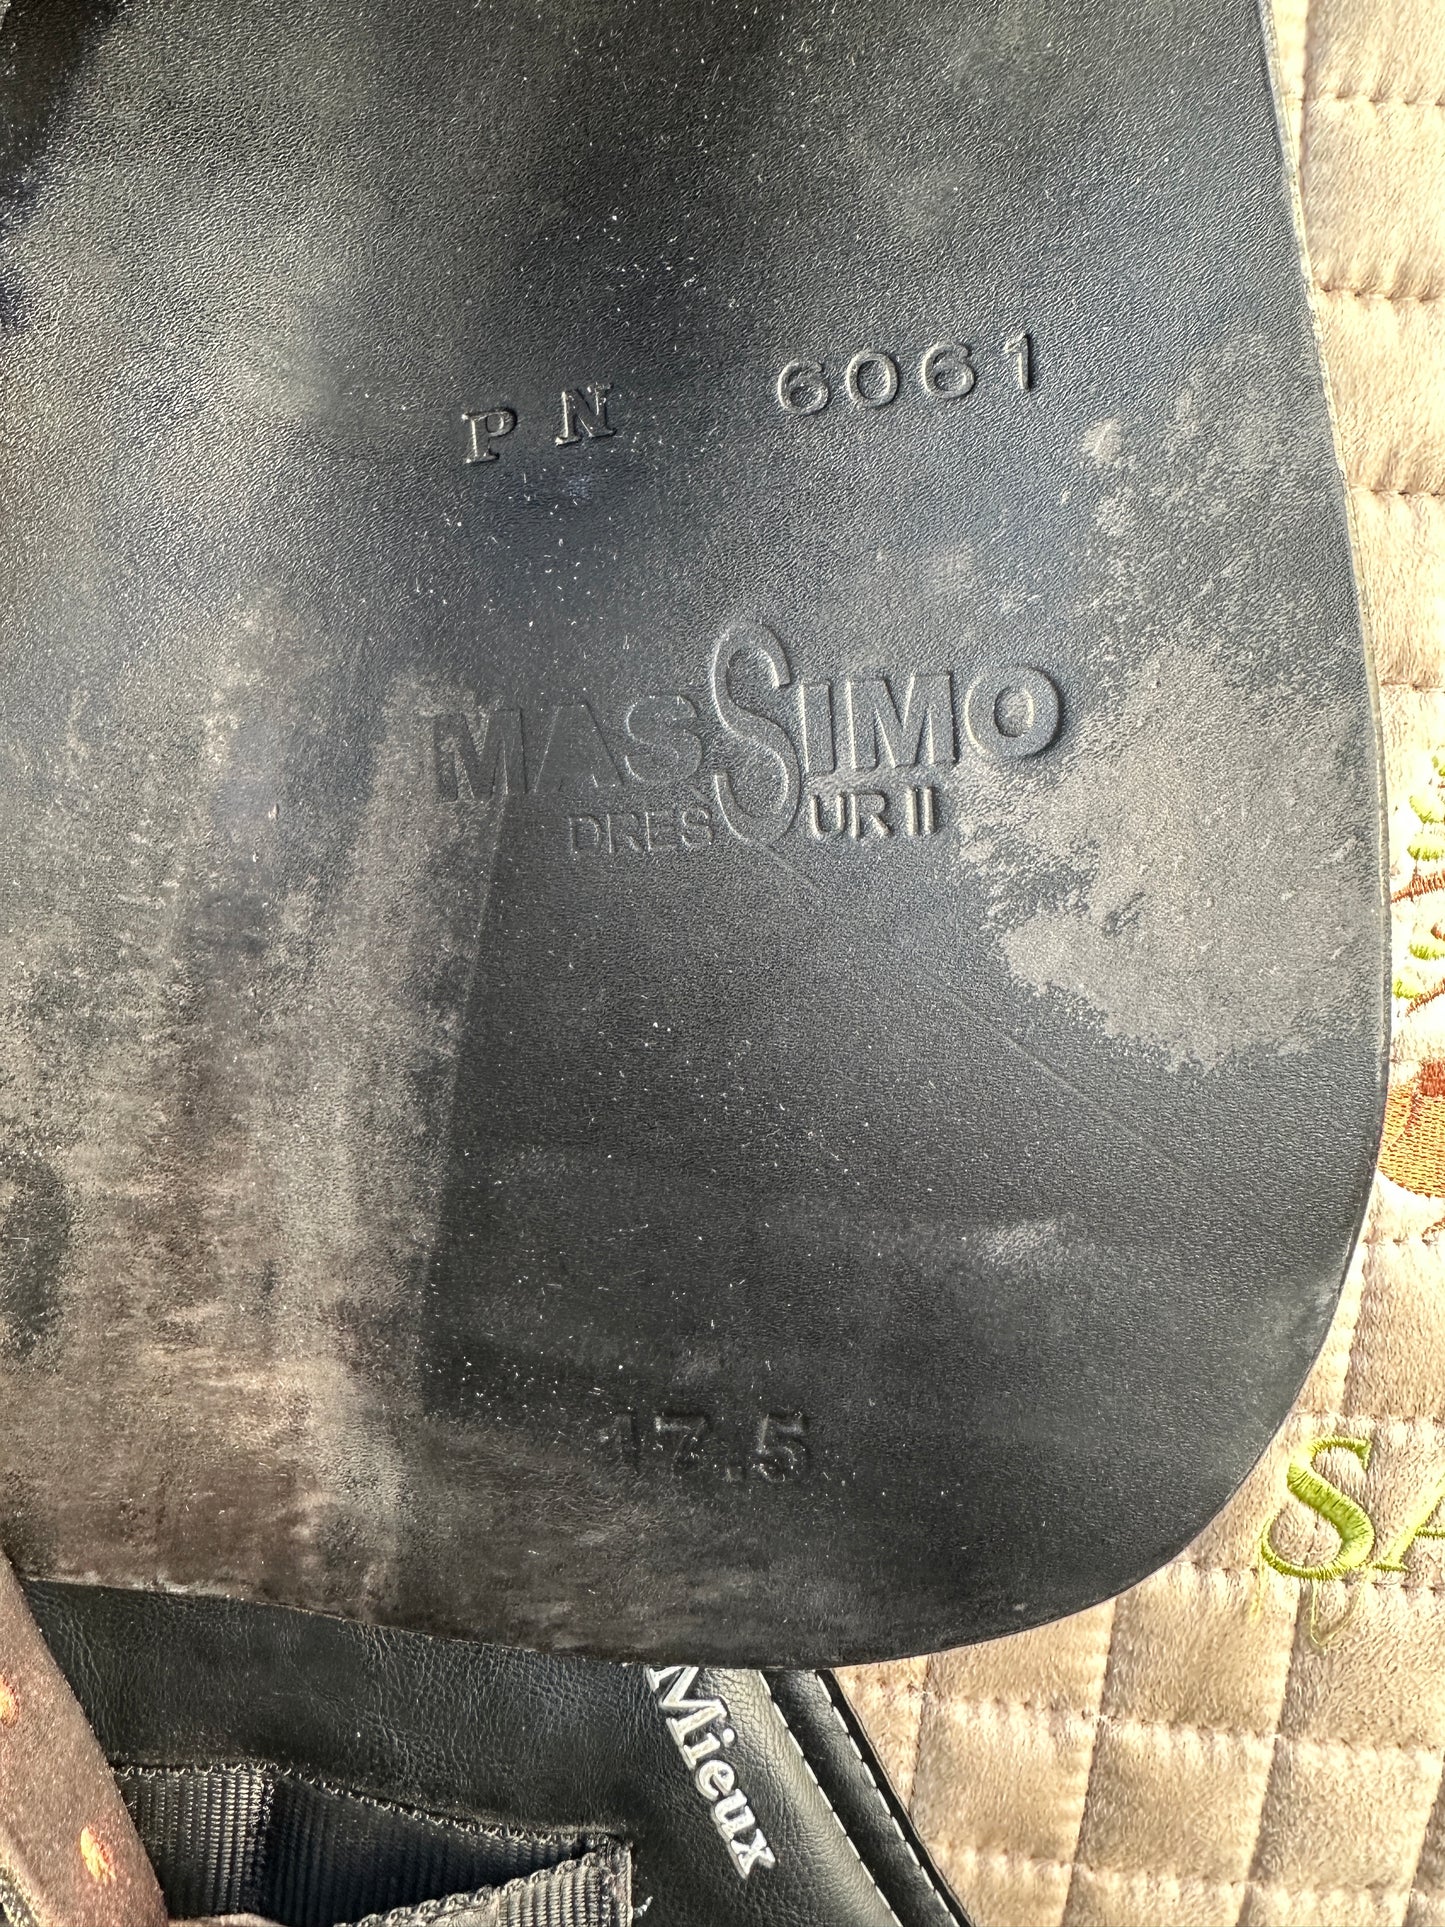 PN 6061
MASSIMO
DRESSUR II
17.5
Mieux